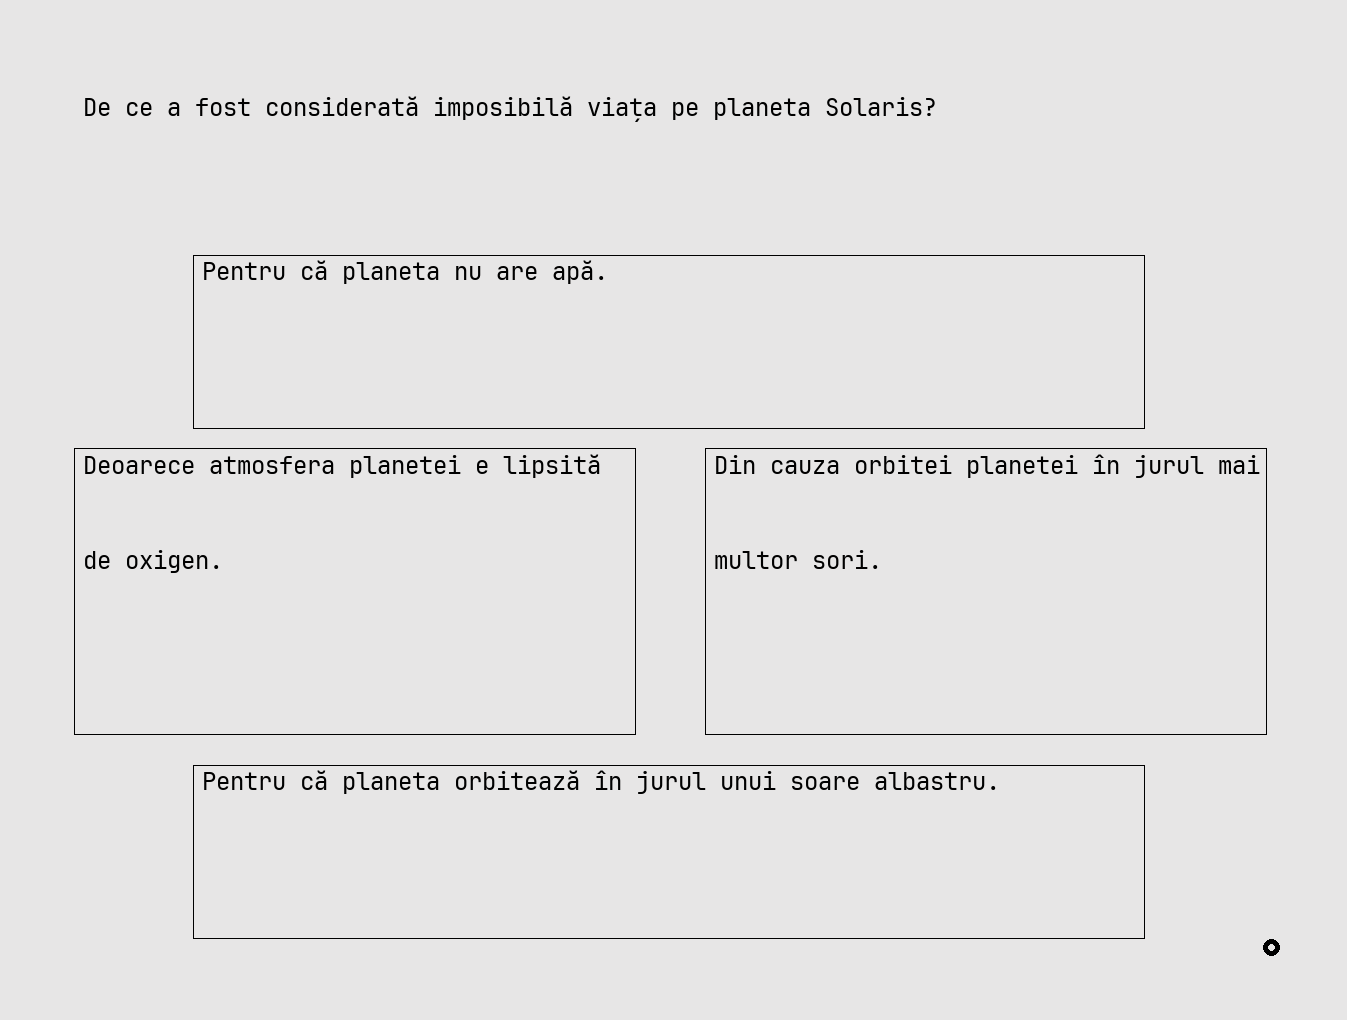 De ce a fost considerată imposibilă viața pe planeta Solaris?
Pentru că planeta nu are apă.
Deoarece atmosfera planetei e lipsită
de oxigen.
Din cauza orbitei planetei în jurul mai
multor sori.
Pentru că planeta orbitează în jurul unui soare albastru.